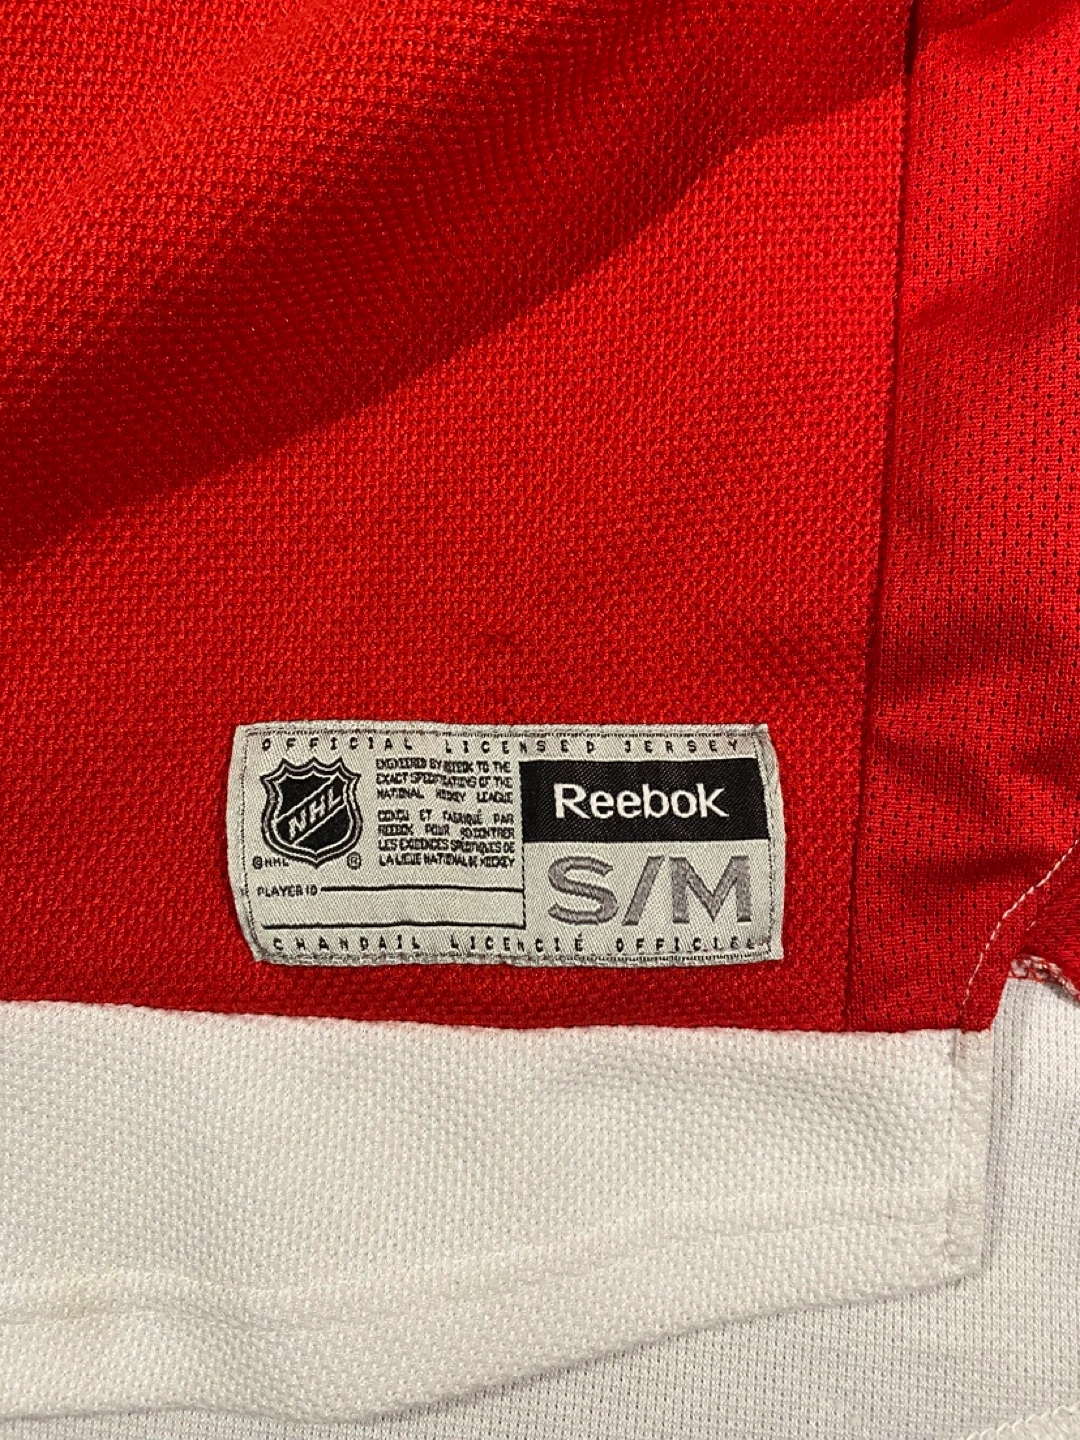 OFFICIAL LICENSED JERSEY
NHL
ENGINEERED BY REEBOK TO THE
EXACT SPECIFICATIONS OF THE
NATIONAL HOCKEY LEAGUE
CONÇU ET FABRIQUÉ PAR
REEBOK POUR RENCONTRER
LES EXIGENCES SPÉCIFIQUES DE
LA LIGUE NATIONALE DE HOCKEY
© NHL ®
PLAYER ID
Reebok
S/M
CHANDAIL LICENCIÉ OFFICIEL